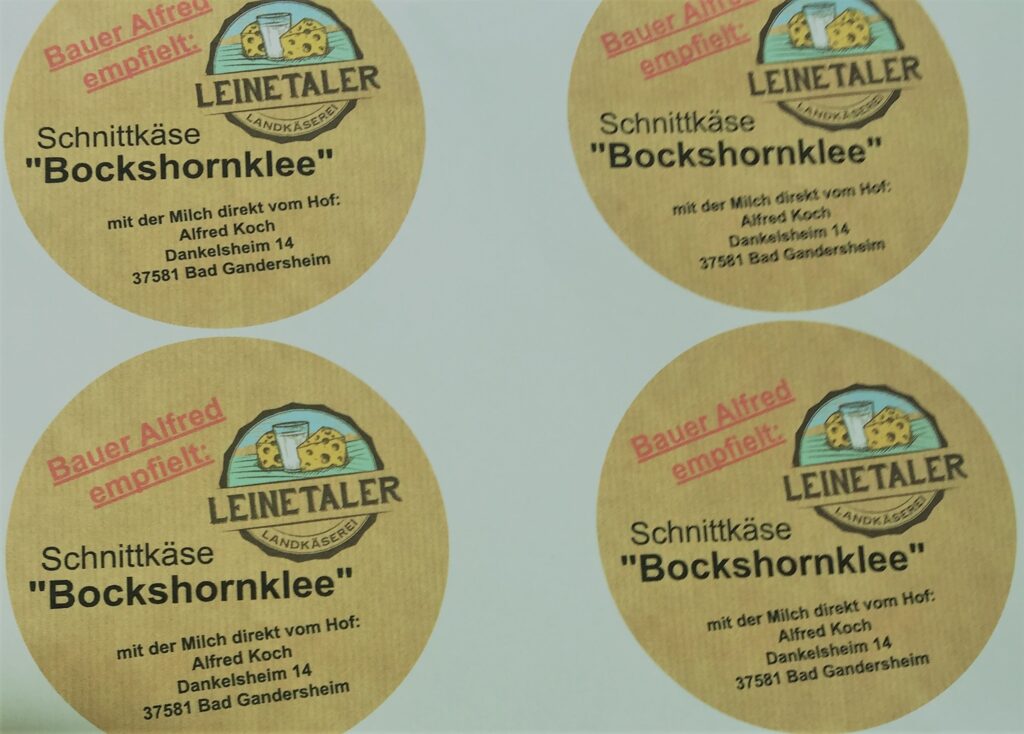 Bauer Alfred
empfielt:
LEINETALER
LANDKÄSEREI
Schnittkäse
"Bockshornklee"
mit der Milch direkt vom Hof:
Alfred Koch
Dankelsheim 14
37581 Bad Gandersheim
Bauer Alfred
empfielt:
LEINETALER
LANDKÄSEREI
Schnittkäse
"Bockshornklee"
mit der Milch direkt vom Hof:
Alfred Koch
Dankelsheim 14
37581 Bad Gandersheim
Bauer Alfred
empfielt:
LEINETALER
LANDKÄSEREI
Schnittkäse
"Bockshornklee"
mit der Milch direkt vom Hof:
Alfred Koch
Dankelsheim 14
37581 Bad Gandersheim
Bauer Alfred
empfielt:
LEINETALER
LANDKÄSEREI
Schnittkäse
"Bockshornklee"
mit der Milch direkt vom Hof:
Alfred Koch
Dankelsheim 14
37581 Bad Gandersheim